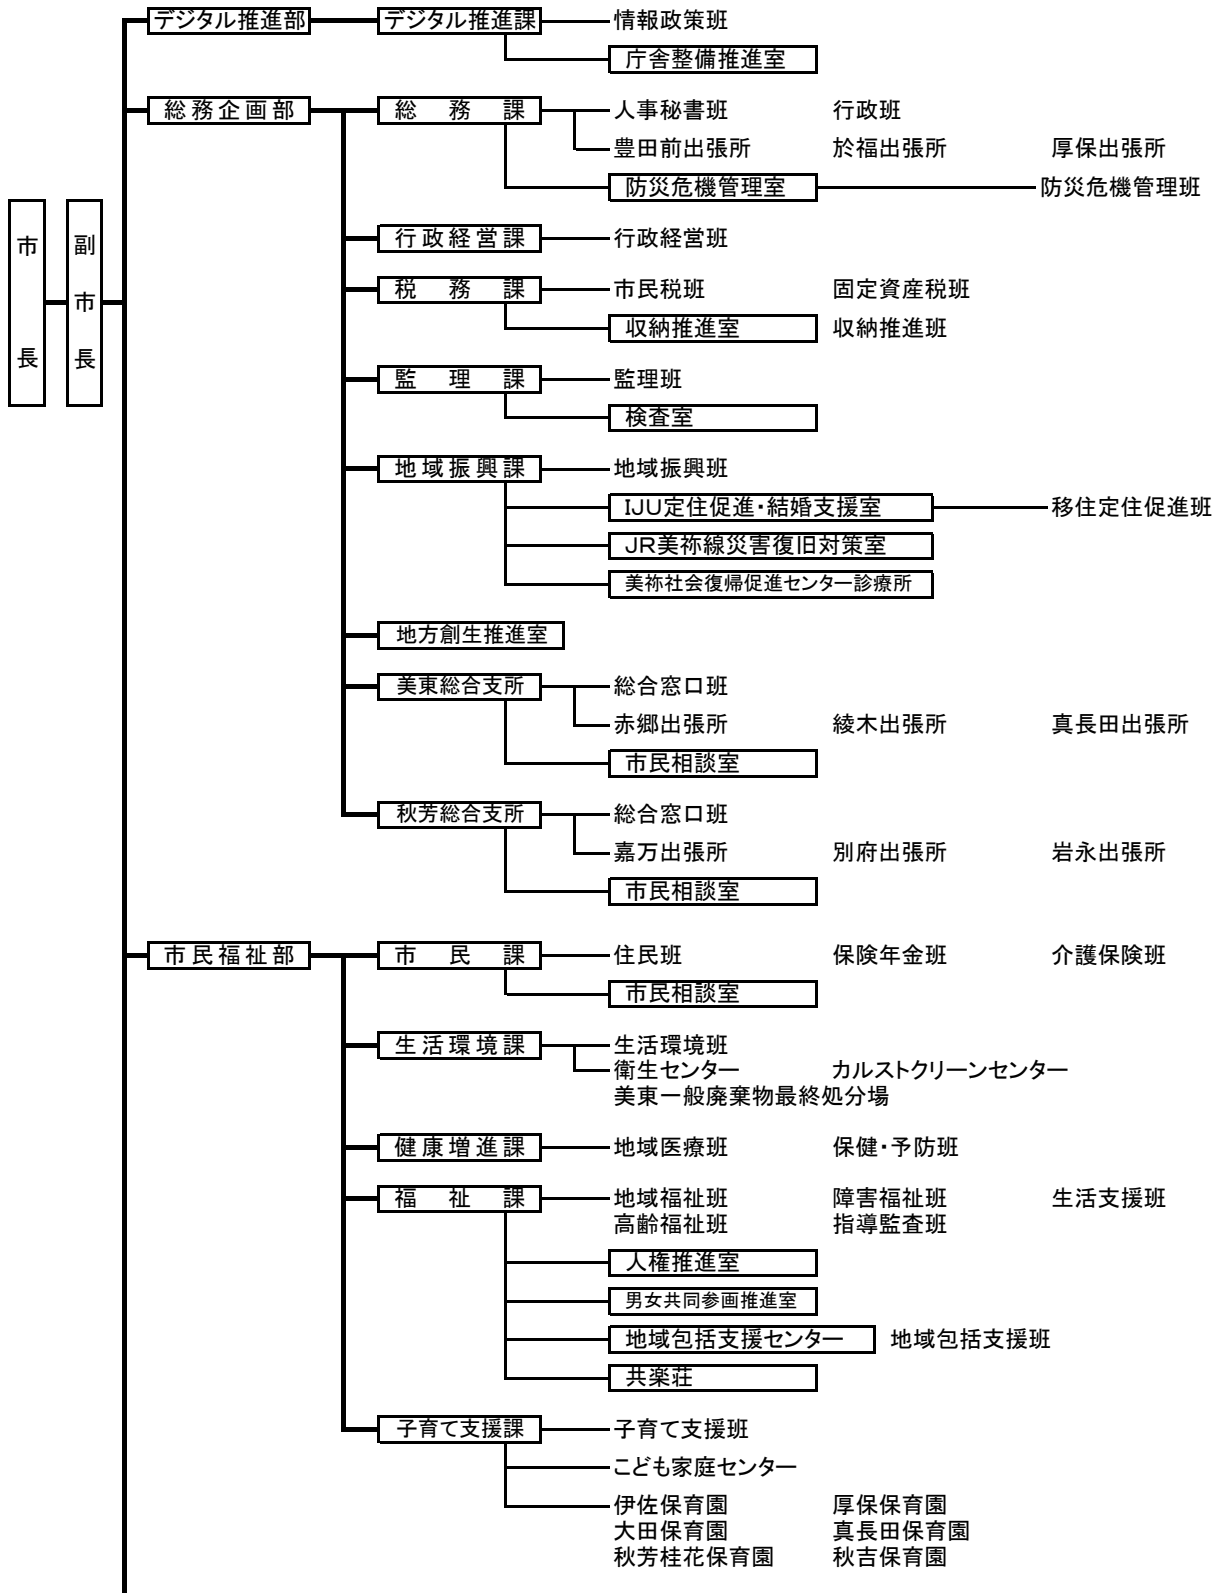 デジタル推進部 デジタル推進課 情報政策班
庁舎整備推進室
総務企画部 総務課 人事秘書班 行政班
豊田前出張所 於福出張所 厚保出張所
防災危機管理室 防災危機管理班
市長 副市長
行政経営課 行政経営班
税務課 市民税班 固定資産税班
収納推進室 収納推進班
監理課 監理班
検査室
地域振興課 地域振興班
IJU定住促進・結婚支援室 移住定住促進班
JR美祢線災害復旧対策室
美祢社会復帰促進センター診療所
地方創生推進室
美東総合支所 総合窓口班
赤郷出張所 綾木出張所 真長田出張所
市民相談室
秋芳総合支所 総合窓口班
嘉万出張所 別府出張所 岩永出張所
市民相談室
市民福祉部 市民課 住民班 保険年金班 介護保険班
市民相談室
生活環境課 生活環境班
衛生センター カルストクリーンセンター
美東一般廃棄物最終処分場
健康増進課 地域医療班 保健・予防班
福祉課 地域福祉班 障害福祉班 生活支援班
高齢福祉班 指導監査班
人権推進室
男女共同参画推進室
地域包括支援センター 地域包括支援班
共楽荘
子育て支援課 子育て支援班
こども家庭センター
伊佐保育園 厚保保育園
大田保育園 真長田保育園
秋芳桂花保育園 秋吉保育園